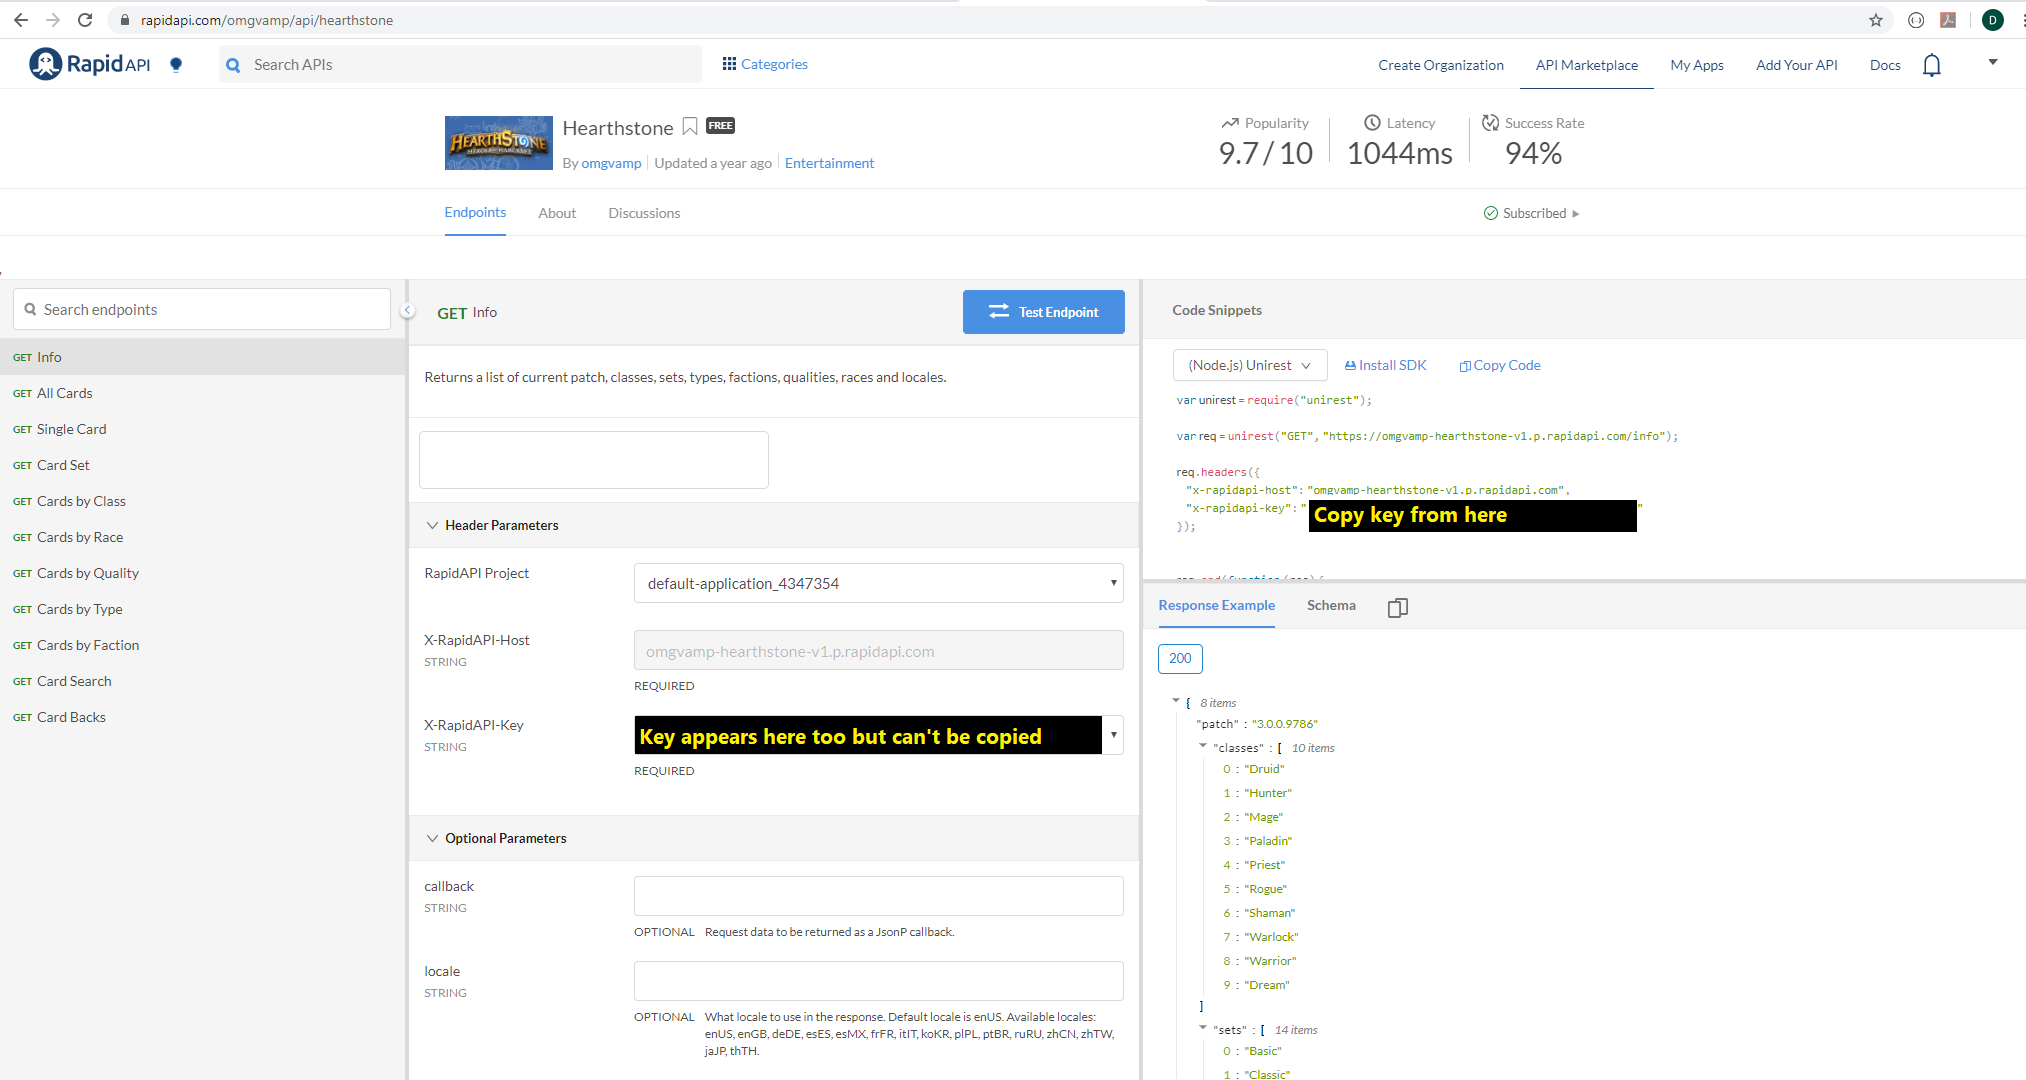 rapidapi.com/omgvamp/api/hearthstone
D
RapidAPI
Search APIs
Categories
Create Organization
API Marketplace
My Apps
Add Your API
Docs
HEARTHSTONE
HEROES OF WARCRAFT
Hearthstone
FREE
By omgvamp
Updated a year ago
Entertainment
Popularity
9.7 / 10
Latency
1044ms
Success Rate
94%
Endpoints
About
Discussions
Subscribed
Search endpoints
GET Info
GET All Cards
GET Single Card
GET Card Set
GET Cards by Class
GET Cards by Race
GET Cards by Quality
GET Cards by Type
GET Cards by Faction
GET Card Search
GET Card Backs
GET Info
Test Endpoint
Returns a list of current patch, classes, sets, types, factions, qualities, races and locales.
Header Parameters
RapidAPI Project
default-application_4347354
X-RapidAPI-Host
STRING
omgvamp-hearthstone-v1.p.rapidapi.com
REQUIRED
X-RapidAPI-Key
STRING
Key appears here too but can't be copied
REQUIRED
Optional Parameters
callback
STRING
OPTIONAL Request data to be returned as a JsonP callback.
locale
STRING
OPTIONAL What locale to use in the response. Default locale is enUS. Available locales:
enUS, enGB, deDE, esES, esMX, frFR, itIT, koKR, plPL, ptBR, ruRU, zhCN, zhTW,
jaJP, thTH.
Code Snippets
(Node.js) Unirest
Install SDK
Copy Code
var unirest = require("unirest");
var req = unirest("GET", "https://omgvamp-hearthstone-v1.p.rapidapi.com/info");
req.headers({
"x-rapidapi-host": "omgvamp-hearthstone-v1.p.rapidapi.com",
"x-rapidapi-key": " Copy key from here "
});
req.end(function (res) {
Response Example
Schema
200
{ 8 items
"patch" : "3.0.0.9786"
"classes" : [ 10 items
0 : "Druid"
1 : "Hunter"
2 : "Mage"
3 : "Paladin"
4 : "Priest"
5 : "Rogue"
6 : "Shaman"
7 : "Warlock"
8 : "Warrior"
9 : "Dream"
]
"sets" : [ 14 items
0 : "Basic"
1 : "Classic"